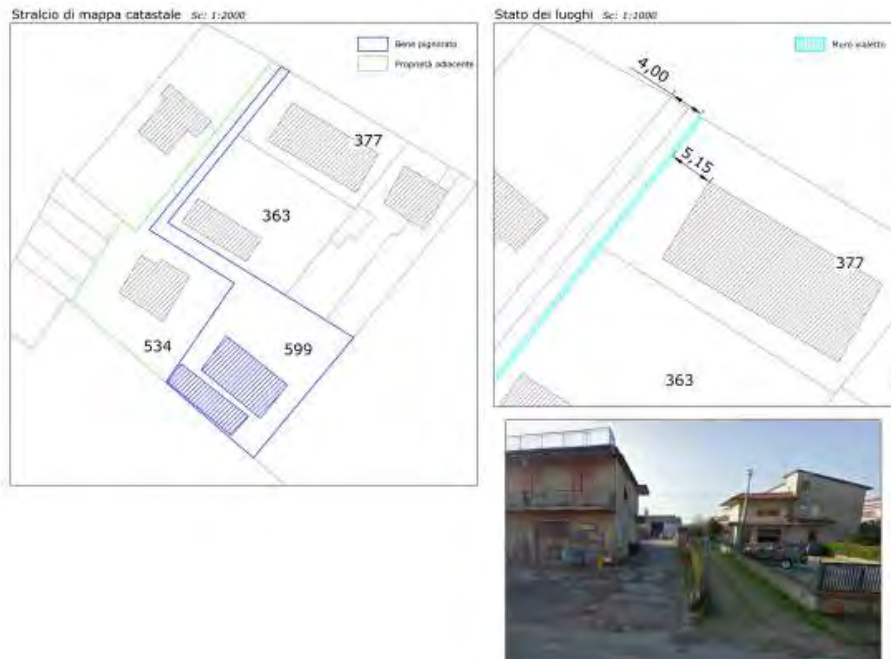 Stralcio di mappa catastale Sc: 1:2000
Bene pignorato
Proprietà adiacente
377
363
534
599
Stato dei luoghi Sc: 1:1000
Muro vialetto
4,00
5,15
377
363